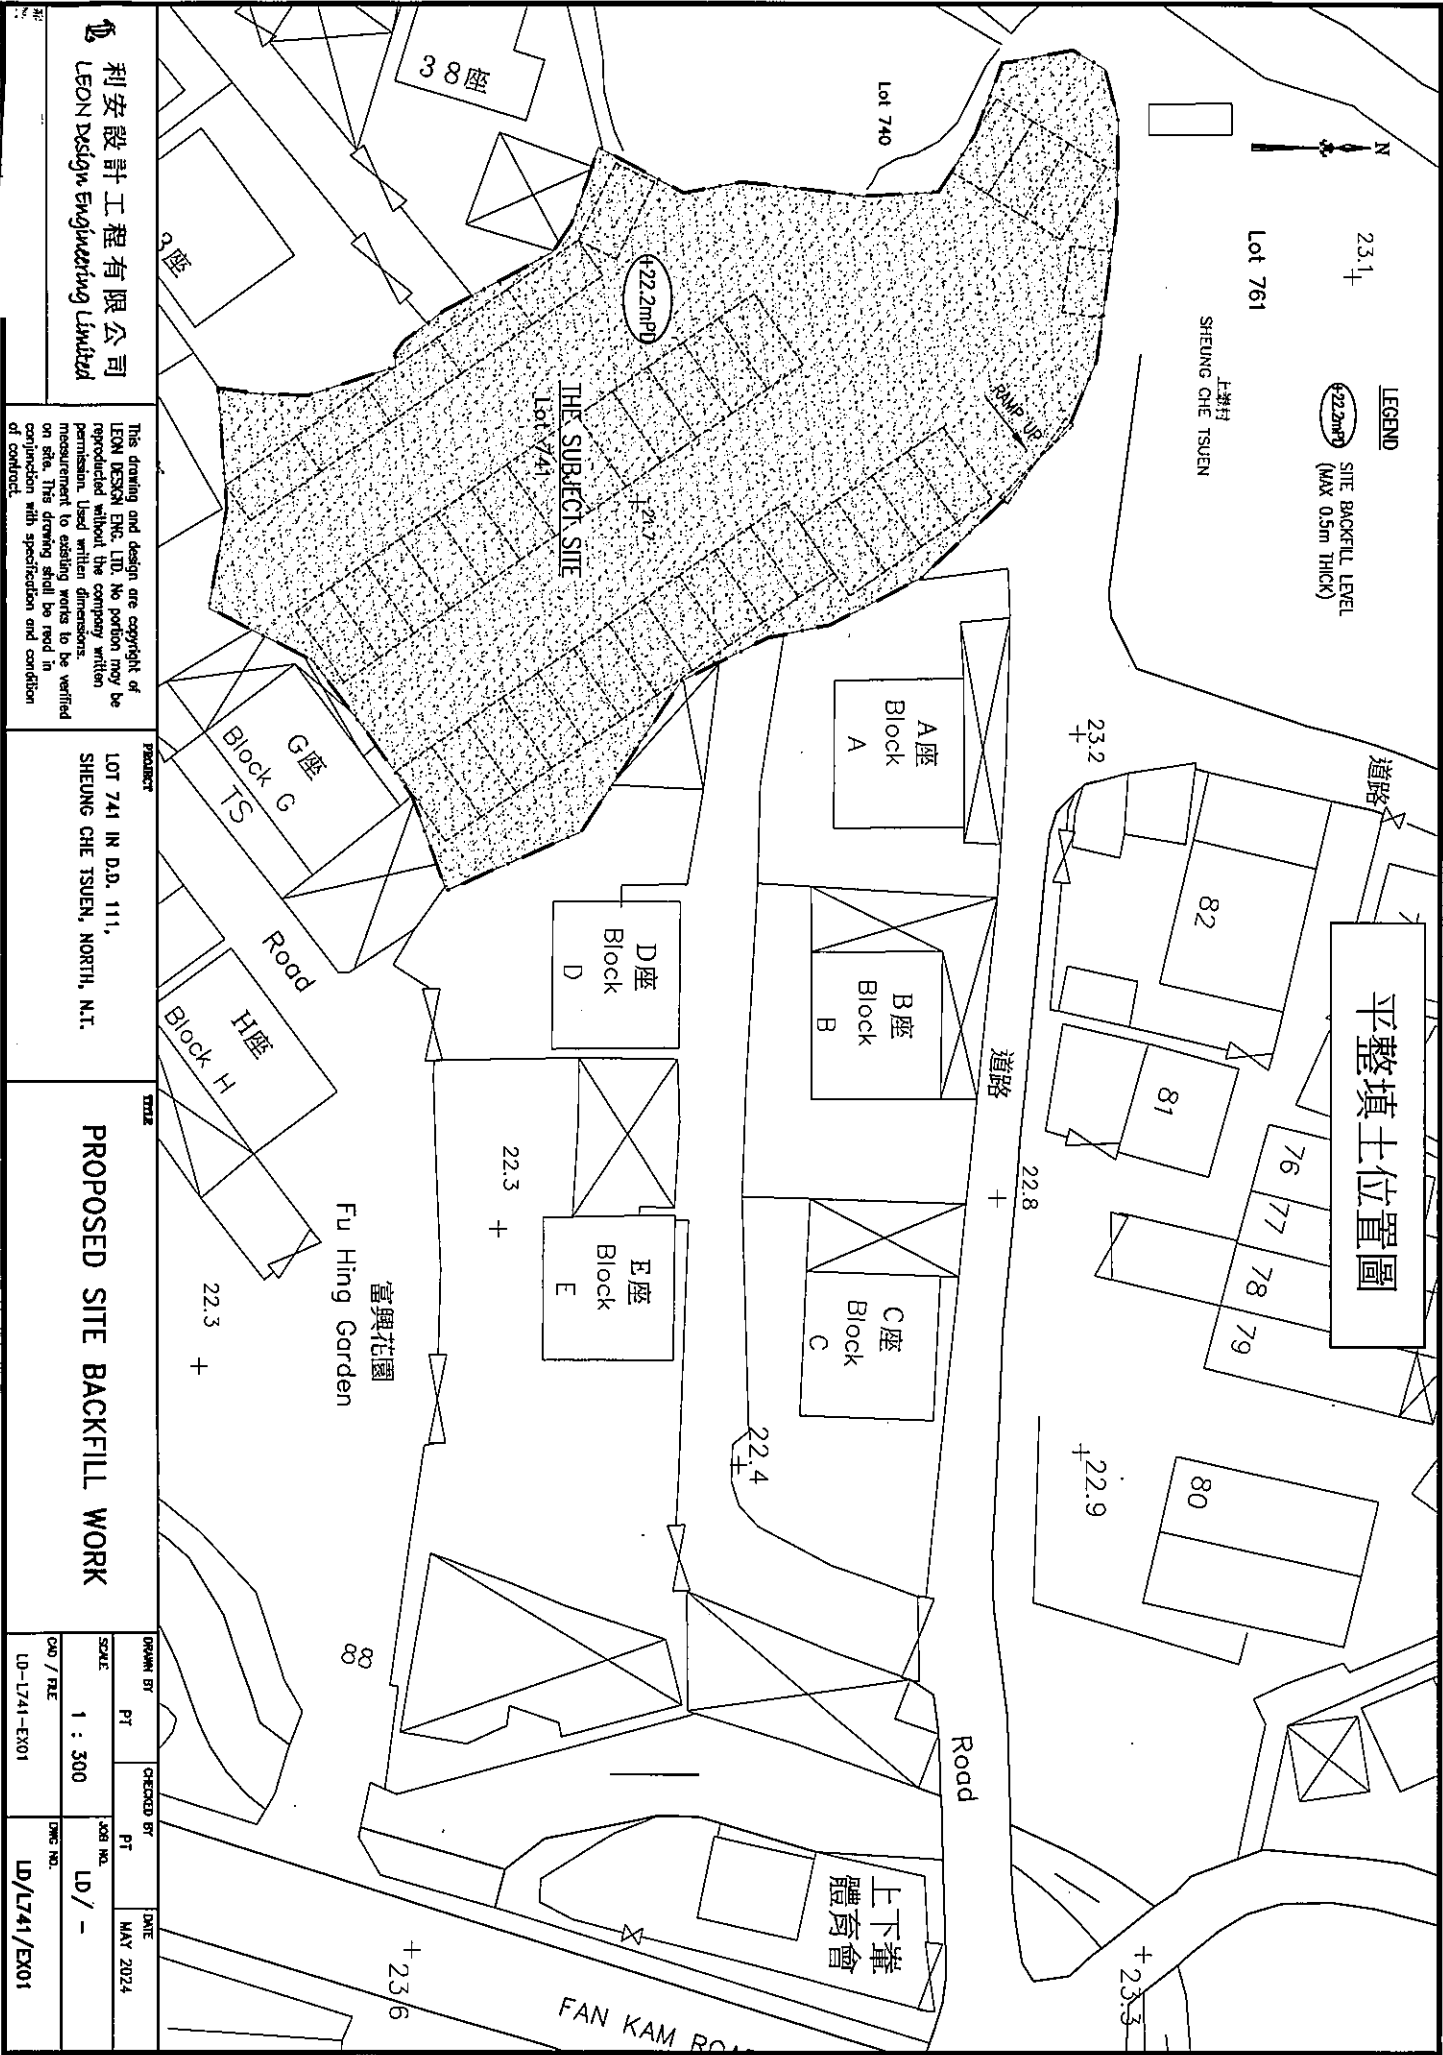 平整填土位置圖
N
LEGEND
+22.2mPD
SITE BACKFILL LEVEL
(MAX 0.5m THICK)
23.1
Lot 761
上輋村
SHEUNG CHE TSUEN
Lot 740
38座
3座
+22.2mPD
THE SUBJECT SITE
Lot 741
21.7
RAMP UP
道路
23.2
82
81
76
77
78
79
80
22.9
22.8
道路
A座
Block
A
B座
Block
B
C座
Block
C
22.4
D座
Block
D
E座
Block
E
22.3
G座
Block G
TS
Road
H座
Block H
富興花園
Fu Hing Garden
22.3
88
Road
上下輋
體育會
23.3
23.6
FAN KAM
利安設計工程有限公司
LEON Design Engineering Limited
This drawing and design are copyright of
LEON DESIGN ENG. LTD. No portion may be
reproduced without the company written
permission. Used written dimensions.
measurement to existing works to be verified
on site. This drawing shall be read in
conjunction with specification and condition
of contract.
PROJECT
LOT 741 IN D.D. 111,
SHEUNG CHE TSUEN, NORTH, N.T.
TITLE
PROPOSED SITE BACKFILL WORK
DRAWN BY
PT
CHECKED BY
PT
DATE
MAY 2024
SCALE
1 : 300
JOB NO.
LD/ -
CAD / FILE
LD-L741-EX01
DWG NO.
LD/L741/EX01